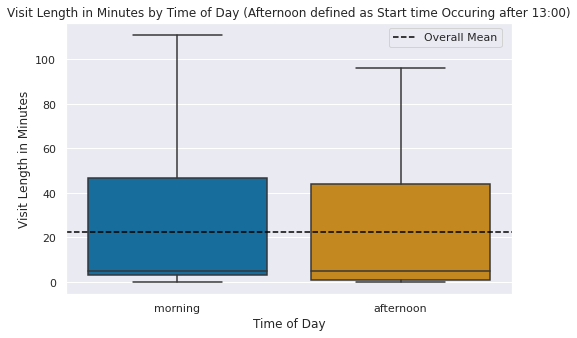 Visit Length in Minutes by Time of Day (Afternoon defined as Start time Occuring after 13:00)
Overall Mean
Visit Length in Minutes
100
80
60
40
20
0
morning
afternoon
Time of Day